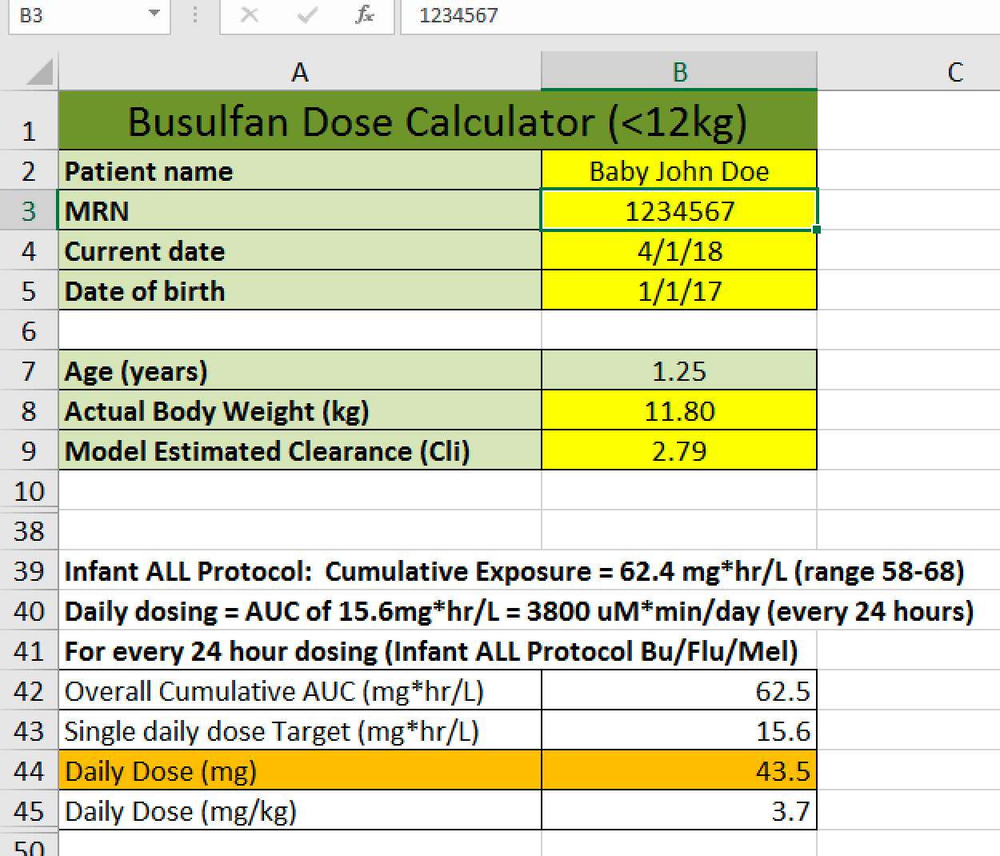 B3 fx 1234567
A B C
1 Busulfan Dose Calculator (<12kg)
2 Patient name Baby John Doe
3 MRN 1234567
4 Current date 4/1/18
5 Date of birth 1/1/17
6
7 Age (years) 1.25
8 Actual Body Weight (kg) 11.80
9 Model Estimated Clearance (Cli) 2.79
10
38
39 Infant ALL Protocol:  Cumulative Exposure = 62.4 mg*hr/L (range 58-68)
40 Daily dosing = AUC of 15.6mg*hr/L = 3800 uM*min/day (every 24 hours)
41 For every 24 hour dosing (Infant ALL Protocol Bu/Flu/Mel)
42 Overall Cumulative AUC (mg*hr/L) 62.5
43 Single daily dose Target (mg*hr/L) 15.6
44 Daily Dose (mg) 43.5
45 Daily Dose (mg/kg) 3.7
50